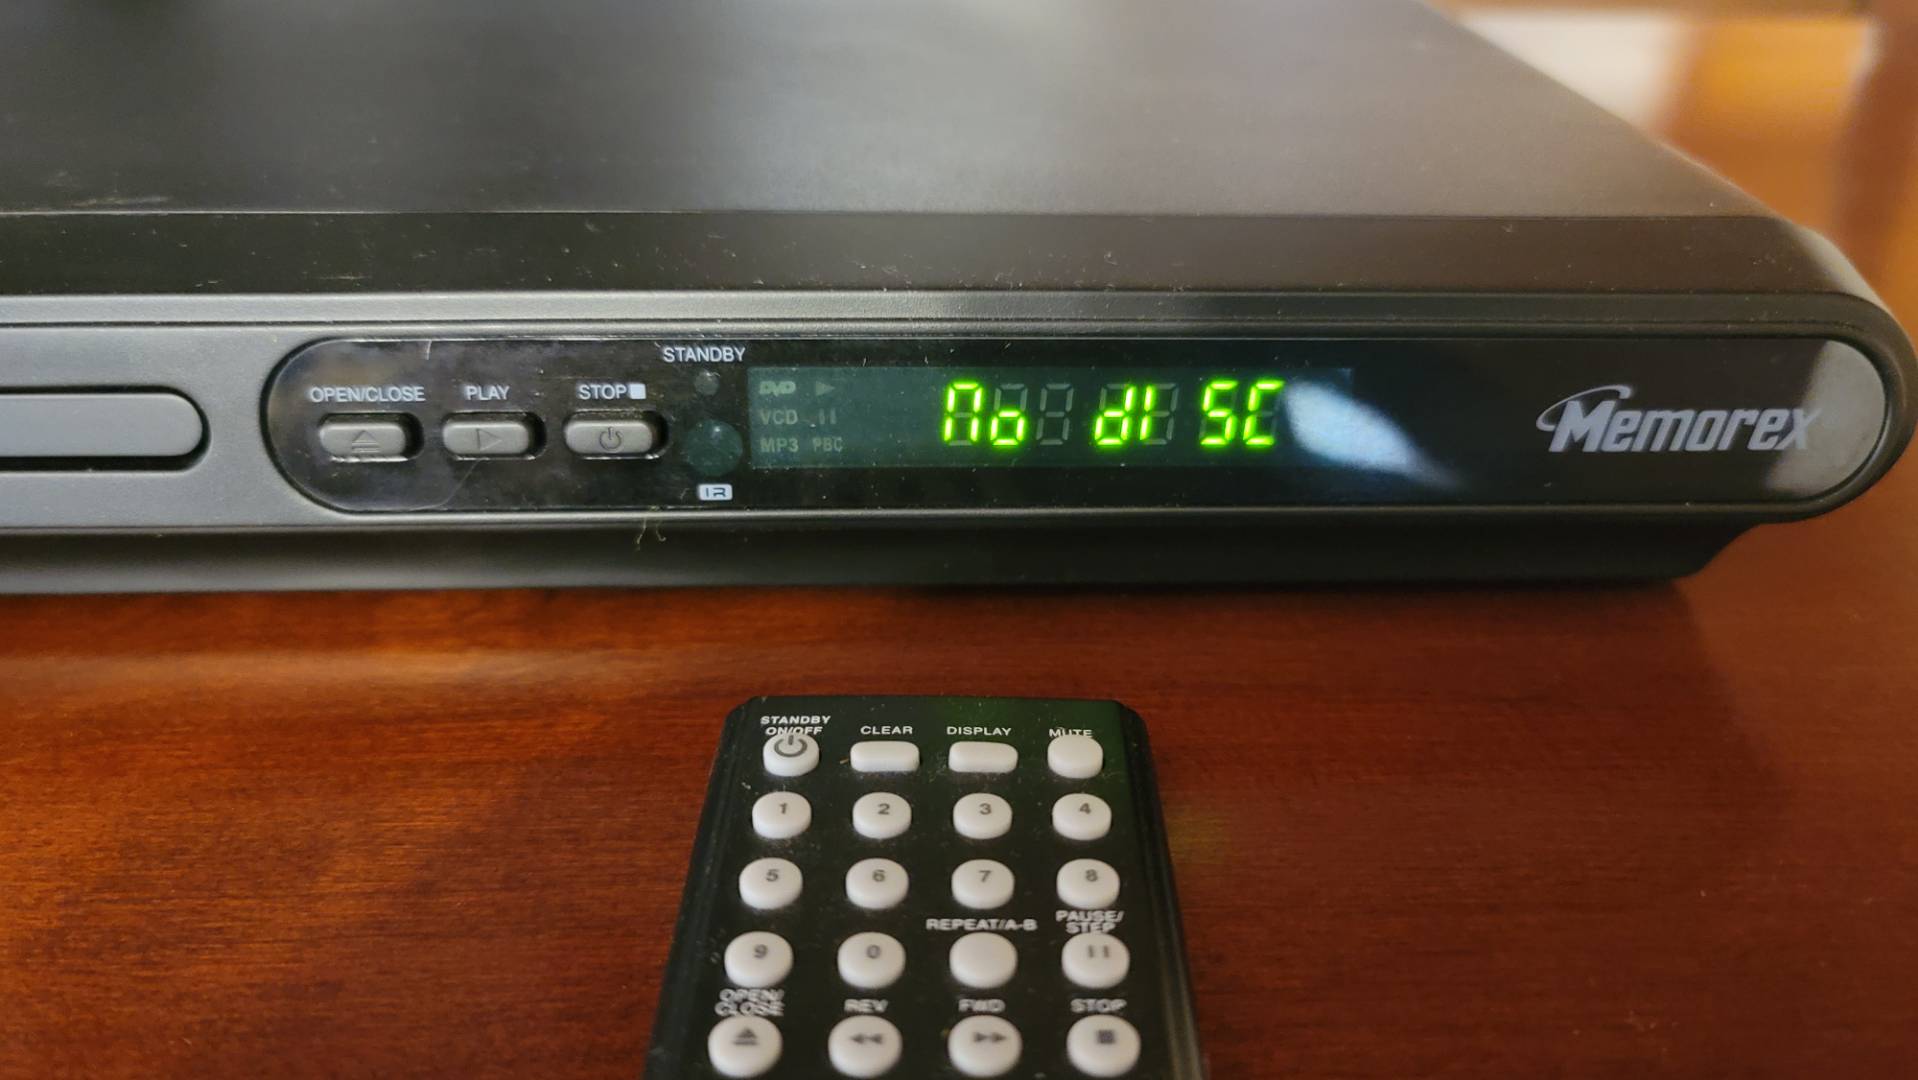 STANDBY
OPEN/CLOSE PLAY STOP
DVD
VCD
MP3 PBC
no diSC
Memorex
IR
STANDBY
ON/OFF CLEAR DISPLAY MUTE
1 2 3 4
5 6 7 8
REPEAT/A-B PAUSE/
STEP
9 0
OPEN/
CLOSE REV FWD STOP